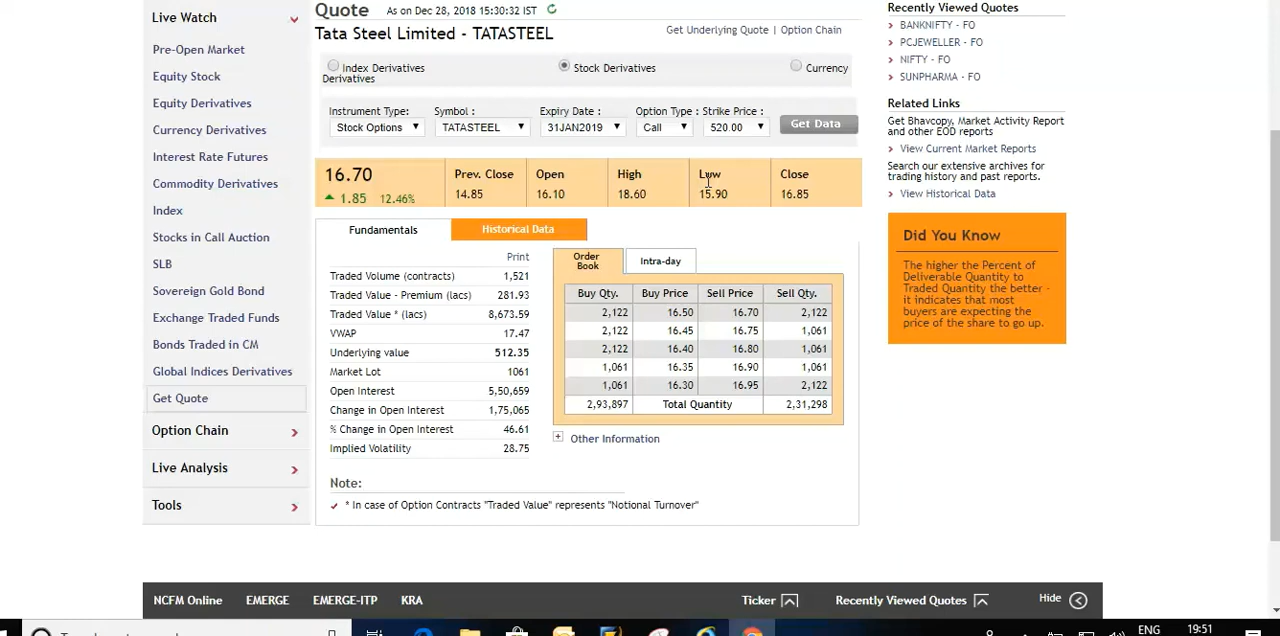 Live Watch
Pre-Open Market
Equity Stock
Equity Derivatives
Currency Derivatives
Interest Rate Futures
Commodity Derivatives
Index
Stocks in Call Auction
SLB
Sovereign Gold Bond
Exchange Traded Funds
Bonds Traded in CM
Global Indices Derivatives
Get Quote
Option Chain
Live Analysis
Tools
Quote As on Dec 28, 2018 15:30:32 IST
Tata Steel Limited - TATASTEEL
Get Underlying Quote | Option Chain
Index Derivatives Stock Derivatives Currency
Derivatives
Instrument Type: Symbol : Expiry Date : Option Type : Strike Price :
Stock Options TATASTEEL 31JAN2019 Call 520.00 Get Data
16.70 Prev. Close Open High Low Close
1.85 12.46% 14.85 16.10 18.60 15.90 16.85
Fundamentals Historical Data
Print
Traded Volume (contracts) 1,521
Traded Value - Premium (lacs) 281.93
Traded Value * (lacs) 8,673.59
VWAP 17.47
Underlying value 512.35
Market Lot 1061
Open Interest 5,50,659
Change in Open Interest 1,75,065
% Change in Open Interest 46.61
Implied Volatility 28.75
Order
Book
Intra-day
Buy Qty. Buy Price Sell Price Sell Qty.
2,122 16.50 16.70 2,122
2,122 16.45 16.75 1,061
2,122 16.40 16.80 1,061
1,061 16.35 16.90 1,061
1,061 16.30 16.95 2,122
2,93,897 Total Quantity 2,31,298
Other Information
Note:
* In case of Option Contracts "Traded Value" represents "Notional Turnover"
Recently Viewed Quotes
BANKNIFTY - FO
PCJEWELLER - FO
NIFTY - FO
SUNPHARMA - FO
Related Links
Get Bhavcopy, Market Activity Report
and other EOD reports
View Current Market Reports
Search our extensive archives for
trading history and past reports.
View Historical Data
Did You Know
The higher the Percent of
Deliverable Quantity to
Traded Quantity the better -
it indicates that most
buyers are expecting the
price of the share to go up.
NCFM Online EMERGE EMERGE-ITP KRA Ticker Recently Viewed Quotes Hide
ENG 19:51